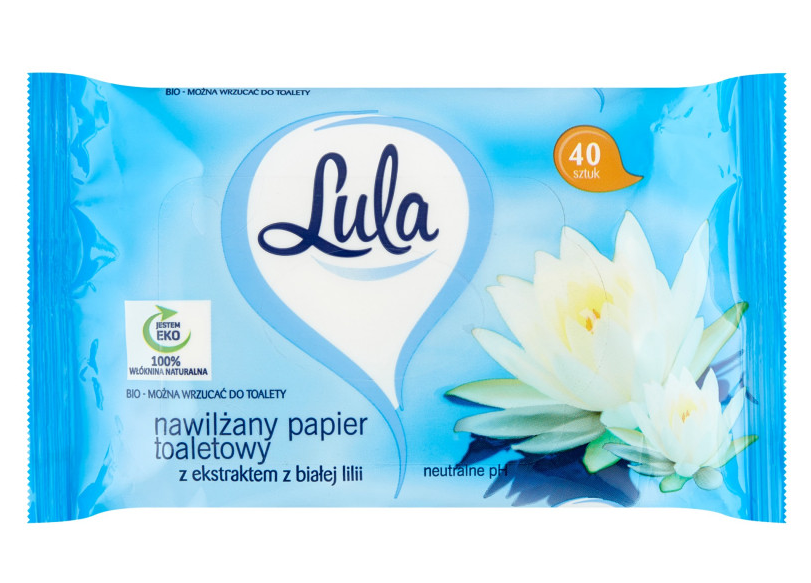 BIO - MOŻNA WRZUCAĆ DO TOALETY
Lula
40
sztuk
JESTEM
EKO
100%
WŁÓKNINA NATURALNA
BIO - MOŻNA WRZUCAĆ DO TOALETY
nawilżany papier
toaletowy
z ekstraktem z białej lilii
neutralne pH